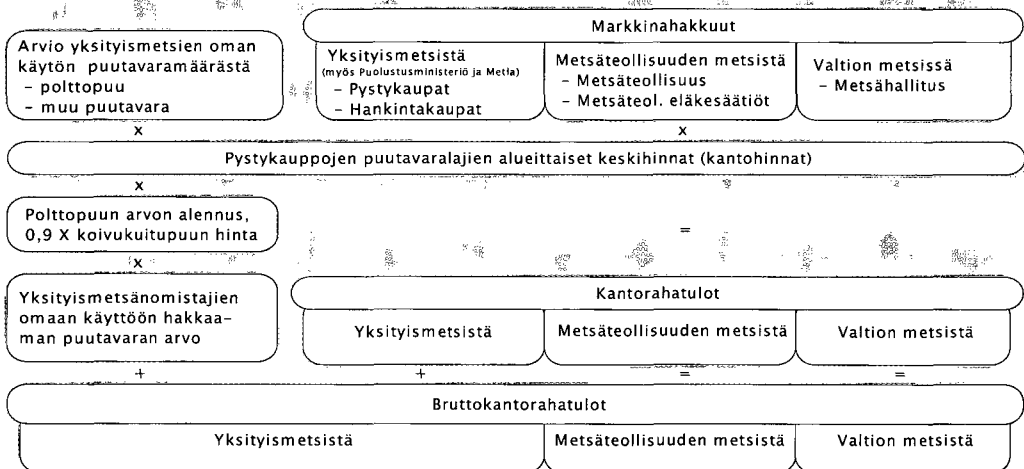 Markkinahakkuut
Arvio yksityismetsien oman
käytön puutavaramäärästä
- polttopuu
- muu puutavara
Yksityismetsistä
(myös Puolustusministeriö ja Metla)
- Pystykaupat
- Hankintakaupat
Metsäteollisuuden metsistä
- Metsäteollisuus
- Metsäteol. eläkesäätiöt
Valtion metsissä
- Metsähallitus
x
x
Pystykauppojen puutavaralajien alueittaiset keskihinnat (kantohinnat)
x
Polttopuun arvon alennus,
0,9 X koivukuitupuun hinta
=
x
Yksityismetsänomistajien
omaan käyttöön hakkaa-
man puutavaran arvo
Kantorahatulot
Yksityismetsistä
Metsäteollisuuden metsistä
Valtion metsistä
+
+
=
=
Bruttokantorahatulot
Yksityismetsistä
Metsäteollisuuden metsistä
Valtion metsistä